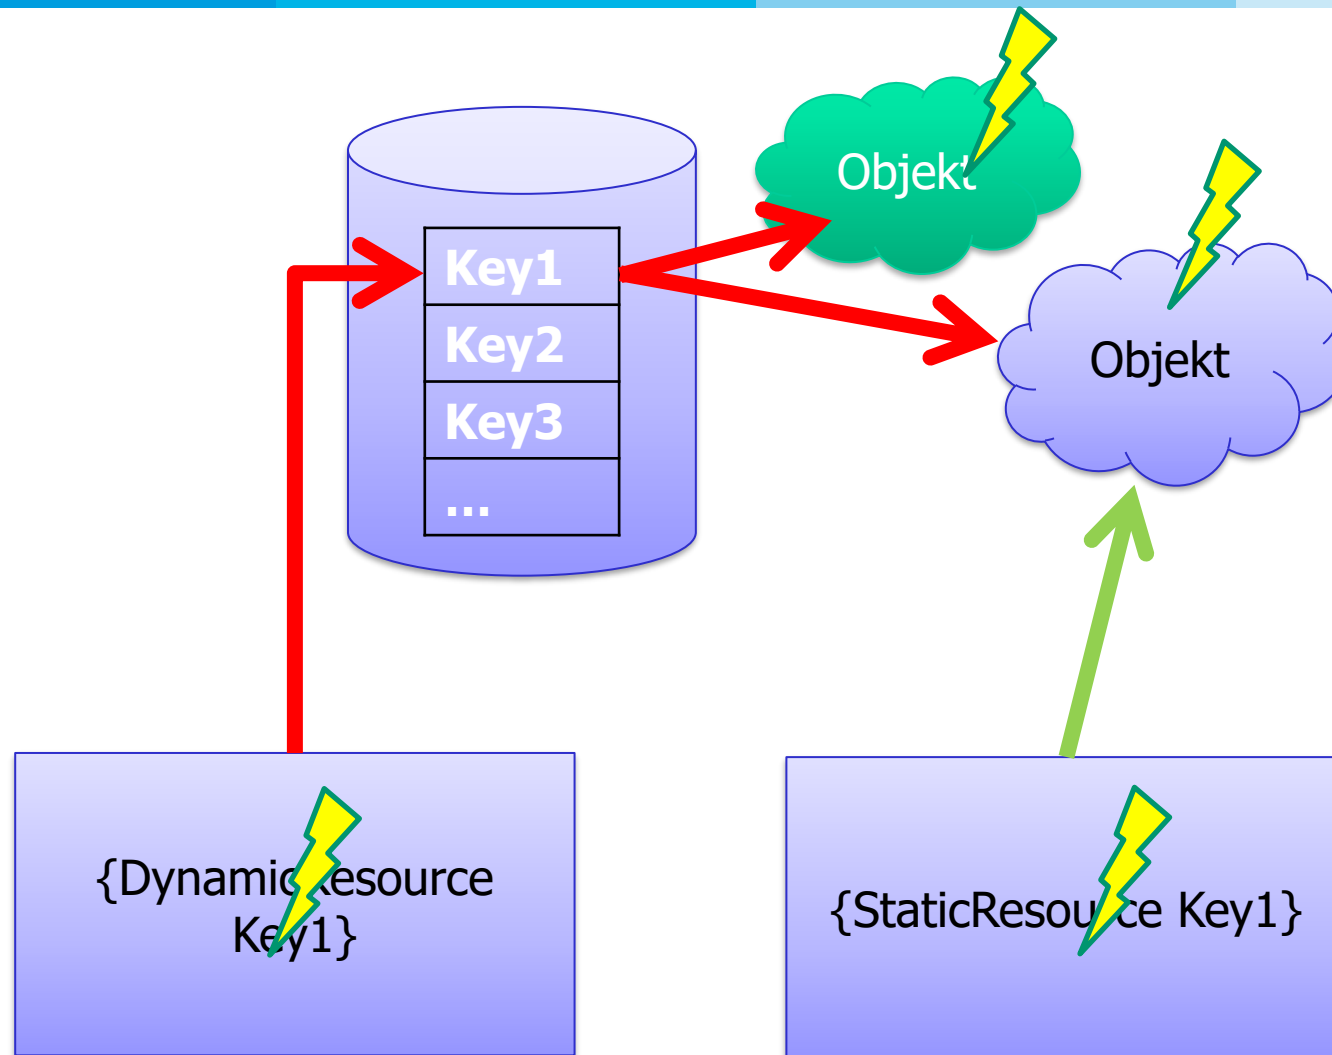 Objekt
Key1
Key2
Key3
...
Objekt
{DynamicResource
Key1}
{StaticResource Key1}